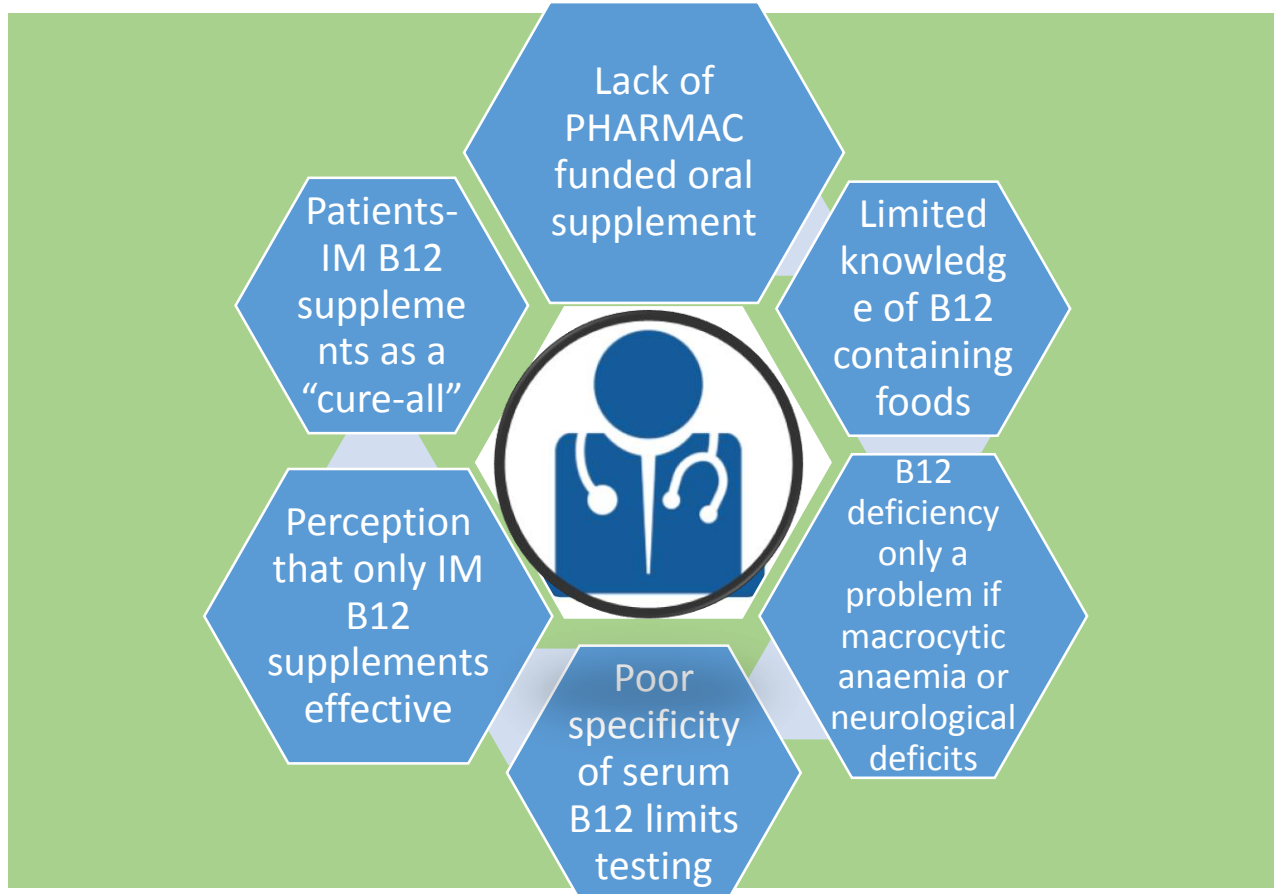 Lack of
PHARMAC
funded oral
supplement
Limited
knowledg
e of B12
containing
foods
B12
deficiency
only a
problem if
macrocytic
anaemia or
neurological
deficits
Poor
specificity
of serum
B12 limits
testing
Perception
that only IM
B12
supplements
effective
Patients-
IM B12
suppleme
nts as a
“cure-all”